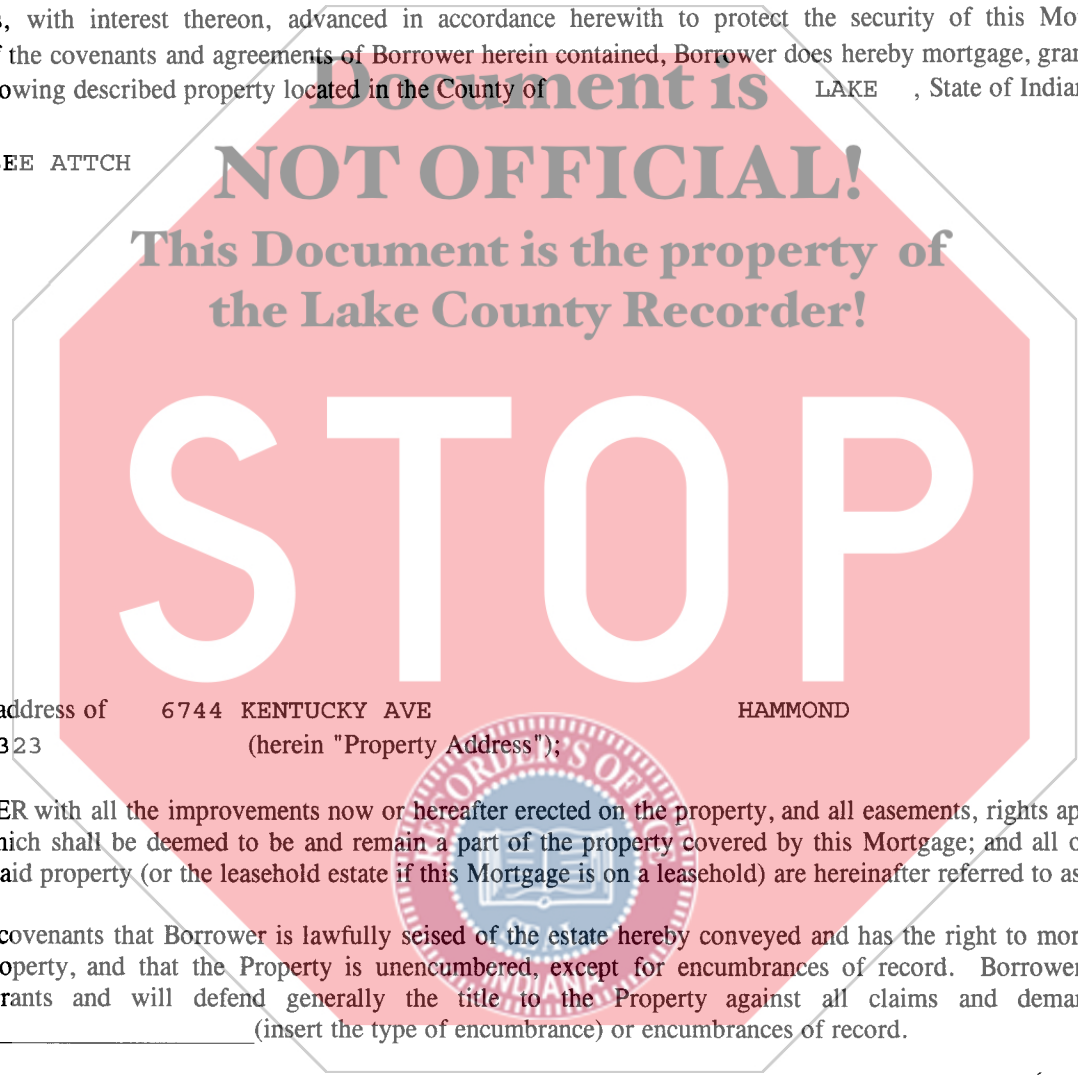 , with interest thereon, advanced in accordance herewith to protect the security of this Mo
the covenants and agreements of Borrower herein contained, Borrower does hereby mortgage, gran
owing described property located in the County of LAKE , State of Indian
Document is
EE ATTCH
NOT OFFICIAL!
This Document is the property of
the Lake County Recorder!
STOP
address of 6744 KENTUCKY AVE HAMMOND
323 (herein "Property Address");
RECORDER'S OFFICE
ER with all the improvements now or hereafter erected on the property, and all easements, rights ap
hich shall be deemed to be and remain a part of the property covered by this Mortgage; and all o
aid property (or the leasehold estate if this Mortgage is on a leasehold) are hereinafter referred to as
SEAL
covenants that Borrower is lawfully seised of the estate hereby conveyed and has the right to mor
operty, and that the Property is unencumbered, except for encumbrances of record. Borrower
rants and will defend generally the title to the Property against all claims and deman
INDIANA
(insert the type of encumbrance) or encumbrances of record.